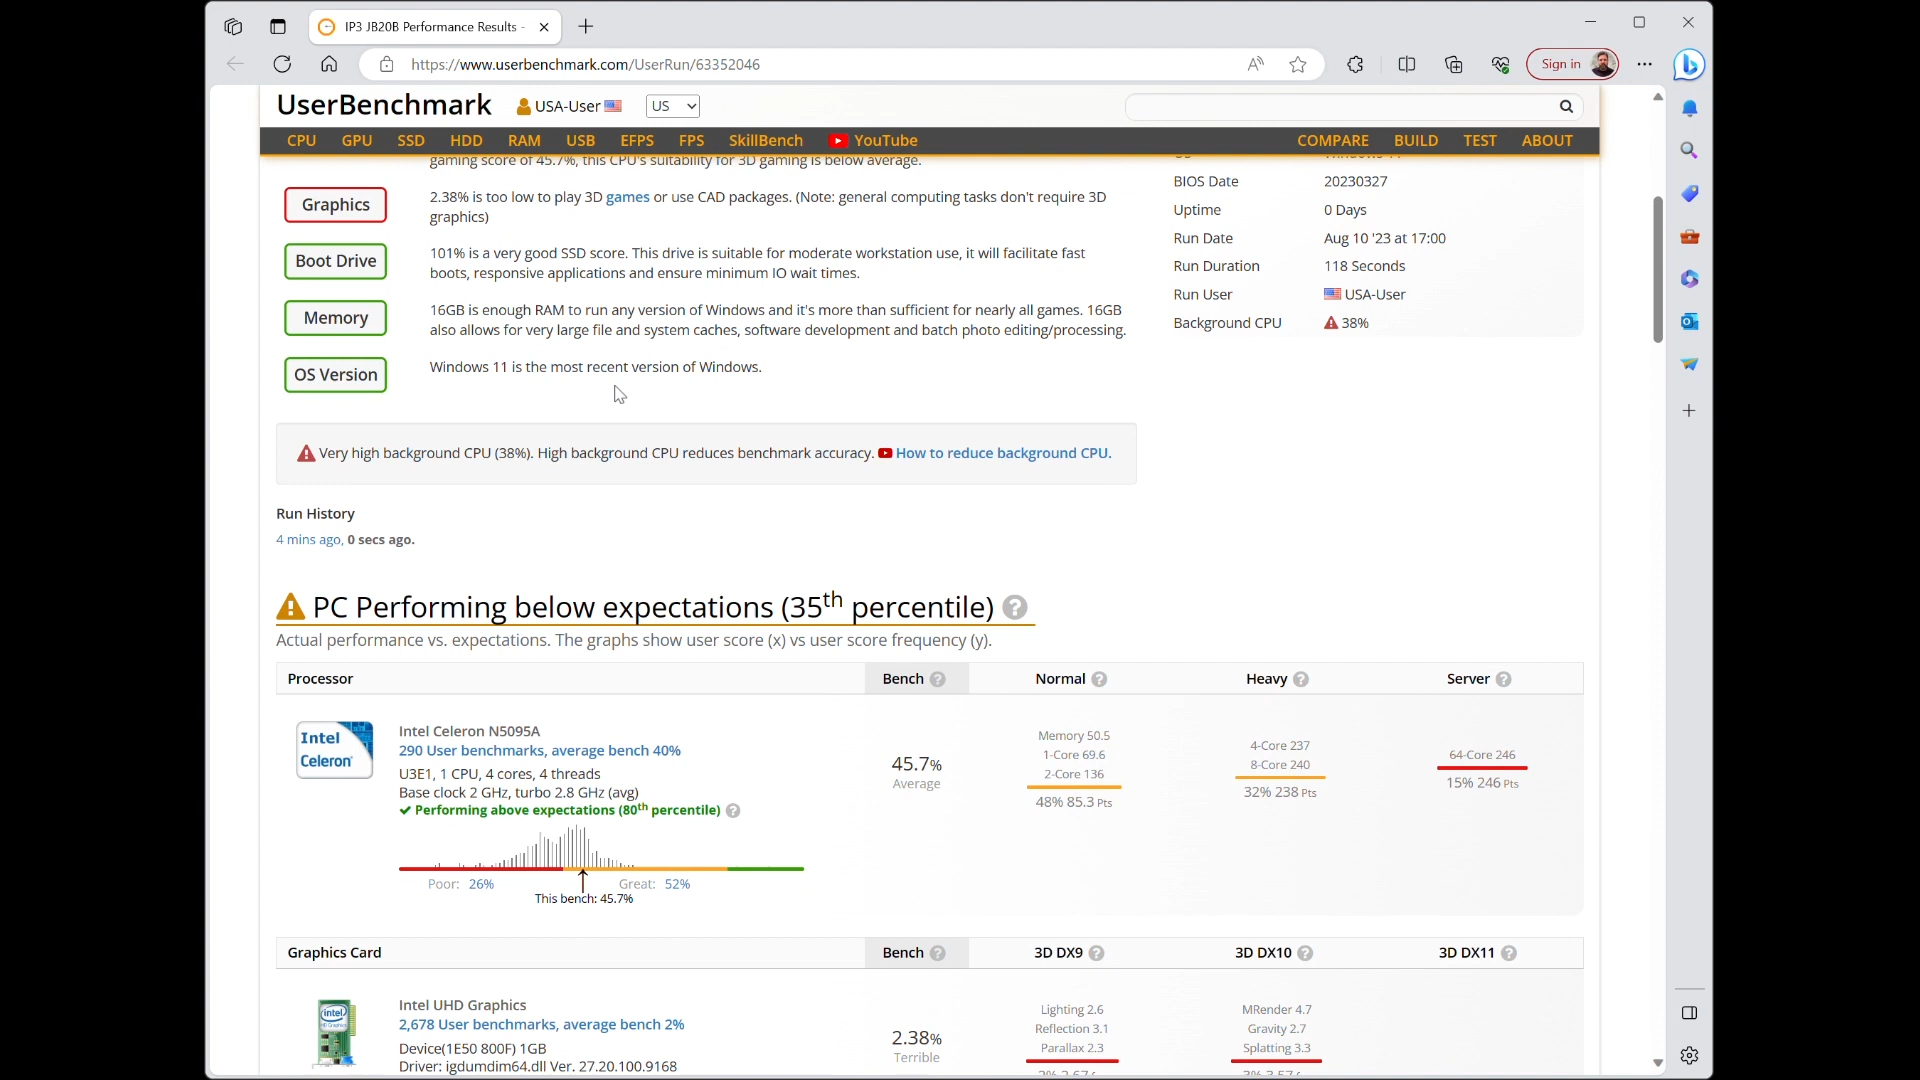 IP3 JB20B Performance Results -
https://www.userbenchmark.com/UserRun/63352046
Sign in
UserBenchmark
USA-User
US
CPU GPU SSD HDD RAM USB EFPS FPS SkillBench YouTube COMPARE BUILD TEST ABOUT
gaming score of 45.7%, this CPU's suitability for 3D gaming is below average.
Graphics
2.38% is too low to play 3D games or use CAD packages. (Note: general computing tasks don't require 3D
graphics)
Boot Drive
101% is a very good SSD score. This drive is suitable for moderate workstation use, it will facilitate fast
boots, responsive applications and ensure minimum IO wait times.
Memory
16GB is enough RAM to run any version of Windows and it's more than sufficient for nearly all games. 16GB
also allows for very large file and system caches, software development and batch photo editing/processing.
OS Version
Windows 11 is the most recent version of Windows.
BIOS Date 20230327
Uptime 0 Days
Run Date Aug 10 '23 at 17:00
Run Duration 118 Seconds
Run User USA-User
Background CPU 38%
Very high background CPU (38%). High background CPU reduces benchmark accuracy. How to reduce background CPU.
Run History
4 mins ago, 0 secs ago.
PC Performing below expectations (35th percentile)
Actual performance vs. expectations. The graphs show user score (x) vs user score frequency (y).
Processor Bench Normal Heavy Server
Intel
Celeron
Intel Celeron N5095A
290 User benchmarks, average bench 40%
U3E1, 1 CPU, 4 cores, 4 threads
Base clock 2 GHz, turbo 2.8 GHz (avg)
Performing above expectations (80th percentile)
Poor: 26% Great: 52%
This bench: 45.7%
45.7%
Average
Memory 50.5
1-Core 69.6
2-Core 136
48% 85.3 Pts
4-Core 237
8-Core 240
32% 238 Pts
64-Core 246
15% 246 Pts
Graphics Card Bench 3D DX9 3D DX10 3D DX11
intel
Intel UHD Graphics
2,678 User benchmarks, average bench 2%
Device(1E50 800F) 1GB
Driver: igdumdim64.dll Ver. 27.20.100.9168
2.38%
Terrible
Lighting 2.6
Reflection 3.1
Parallax 2.3
MRender 4.7
Gravity 2.7
Splatting 3.3